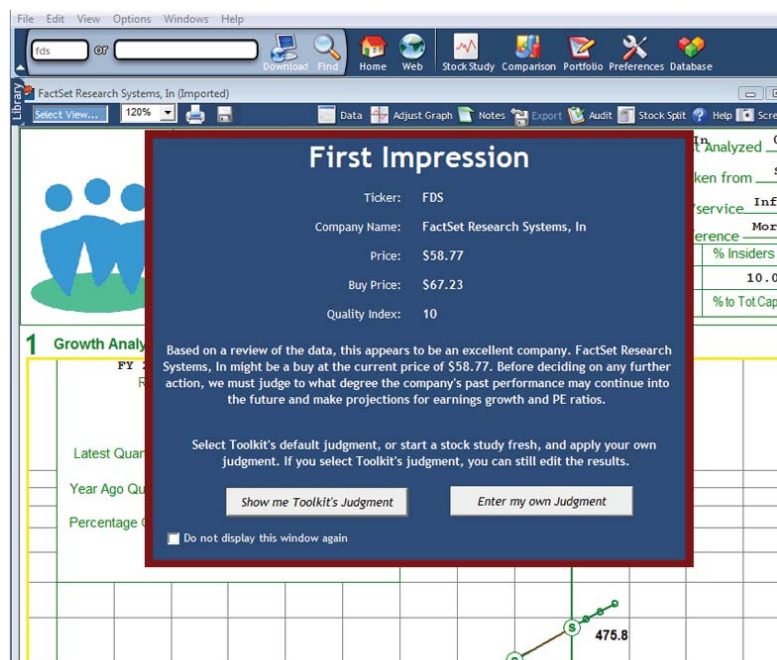 File Edit View Options Windows Help
fds or
Download Find Home Web Stock Study Comparison Portfolio Preferences Database
Library
FactSet Research Systems, In (Imported)
Select View... 120% Data Adjust Graph Notes Export Audit Stock Split Help Scre
First Impression
Ticker: FDS
Company Name: FactSet Research Systems, In
Price: $58.77
Buy Price: $67.23
Quality Index: 10
Based on a review of the data, this appears to be an excellent company. FactSet Research
Systems, In might be a buy at the current price of $58.77. Before deciding on any further
action, we must judge to what degree the company's past performance may continue into
the future and make projections for earnings growth and PE ratios.
Select Toolkit's default judgment, or start a stock study fresh, and apply your own
judgment. If you select Toolkit's judgment, you can still edit the results.
Show me Toolkit's Judgment Enter my own Judgment
Do not display this window again
In
Analyzed
ken from
service Inf
erence Mor
% Insiders
10.0
% to Tot.Cap
1 Growth Analy
FY 2
R
Latest Quar
Year Ago Qu
Percentage
S 475.8